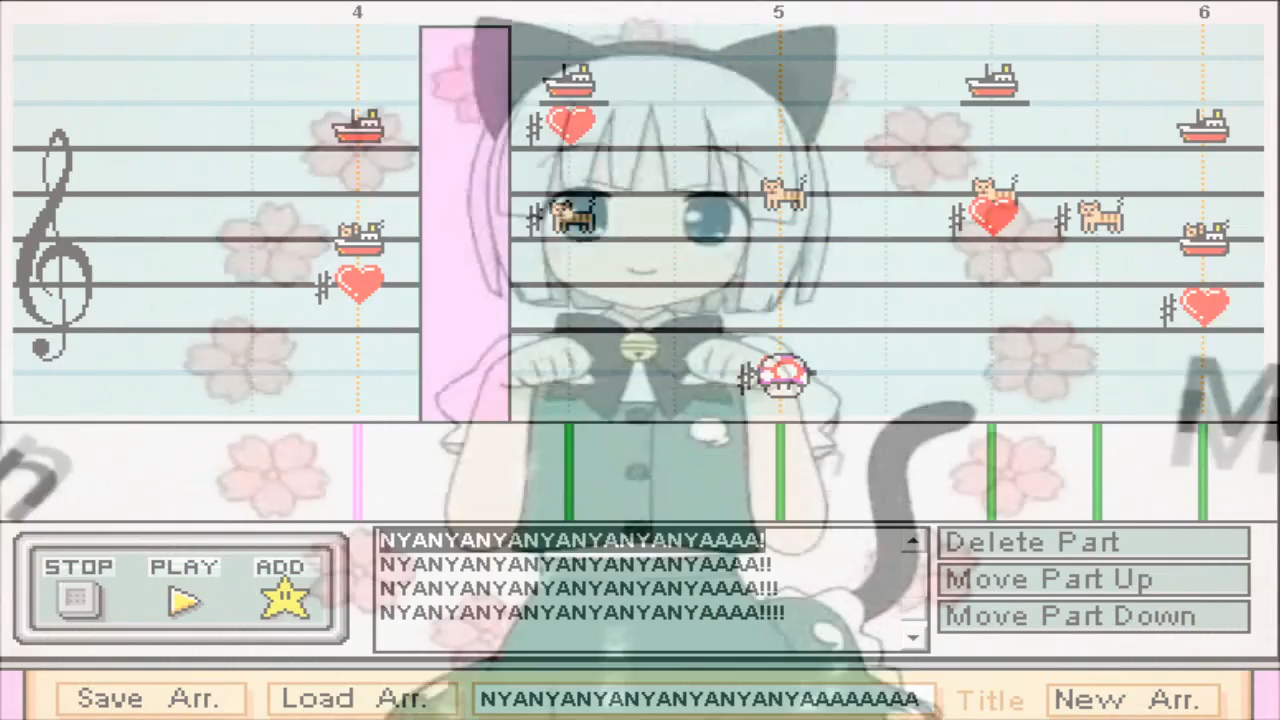 4 5 6
n M
STOP PLAY ADD
NYANYANYANYANYANYANYAAAA!
NYANYANYANYANYANYANYAAAA!!
NYANYANYANYANYANYANYAAAA!!!
NYANYANYANYANYANYANYAAAA!!!!
Delete Part
Move Part Up
Move Part Down
Save Arr.
Load Arr.
NYANYANYANYANYANYANYAAAAAAAA
Title
New Arr.